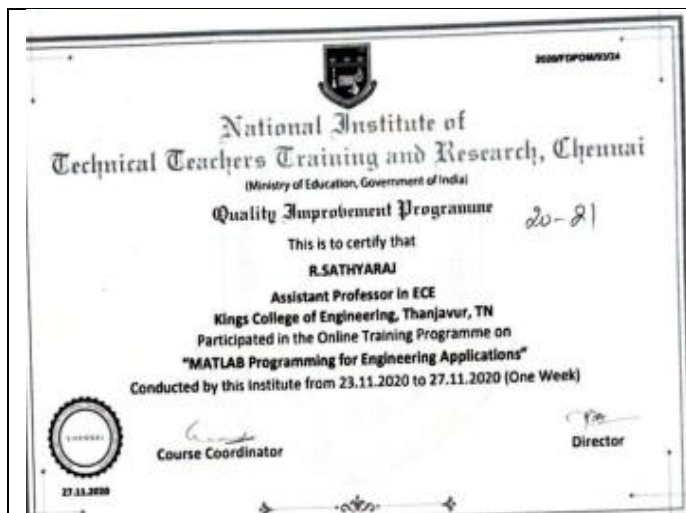 National Institute of
Technical Teachers Training and Research, Chennai
(Ministry of Education, Government of India)
Quality Improvement Programme
20-21
This is to certify that
R.SATHYARAJ
Assistant Professor in ECE
Kings College of Engineering, Thanjavur, TN
Participated in the Online Training Programme on
"MATLAB Programming for Engineering Applications"
Conducted by this Institute from 23.11.2020 to 27.11.2020 (One Week)
CHENNAI
Course Coordinator
Director
27.11.2020